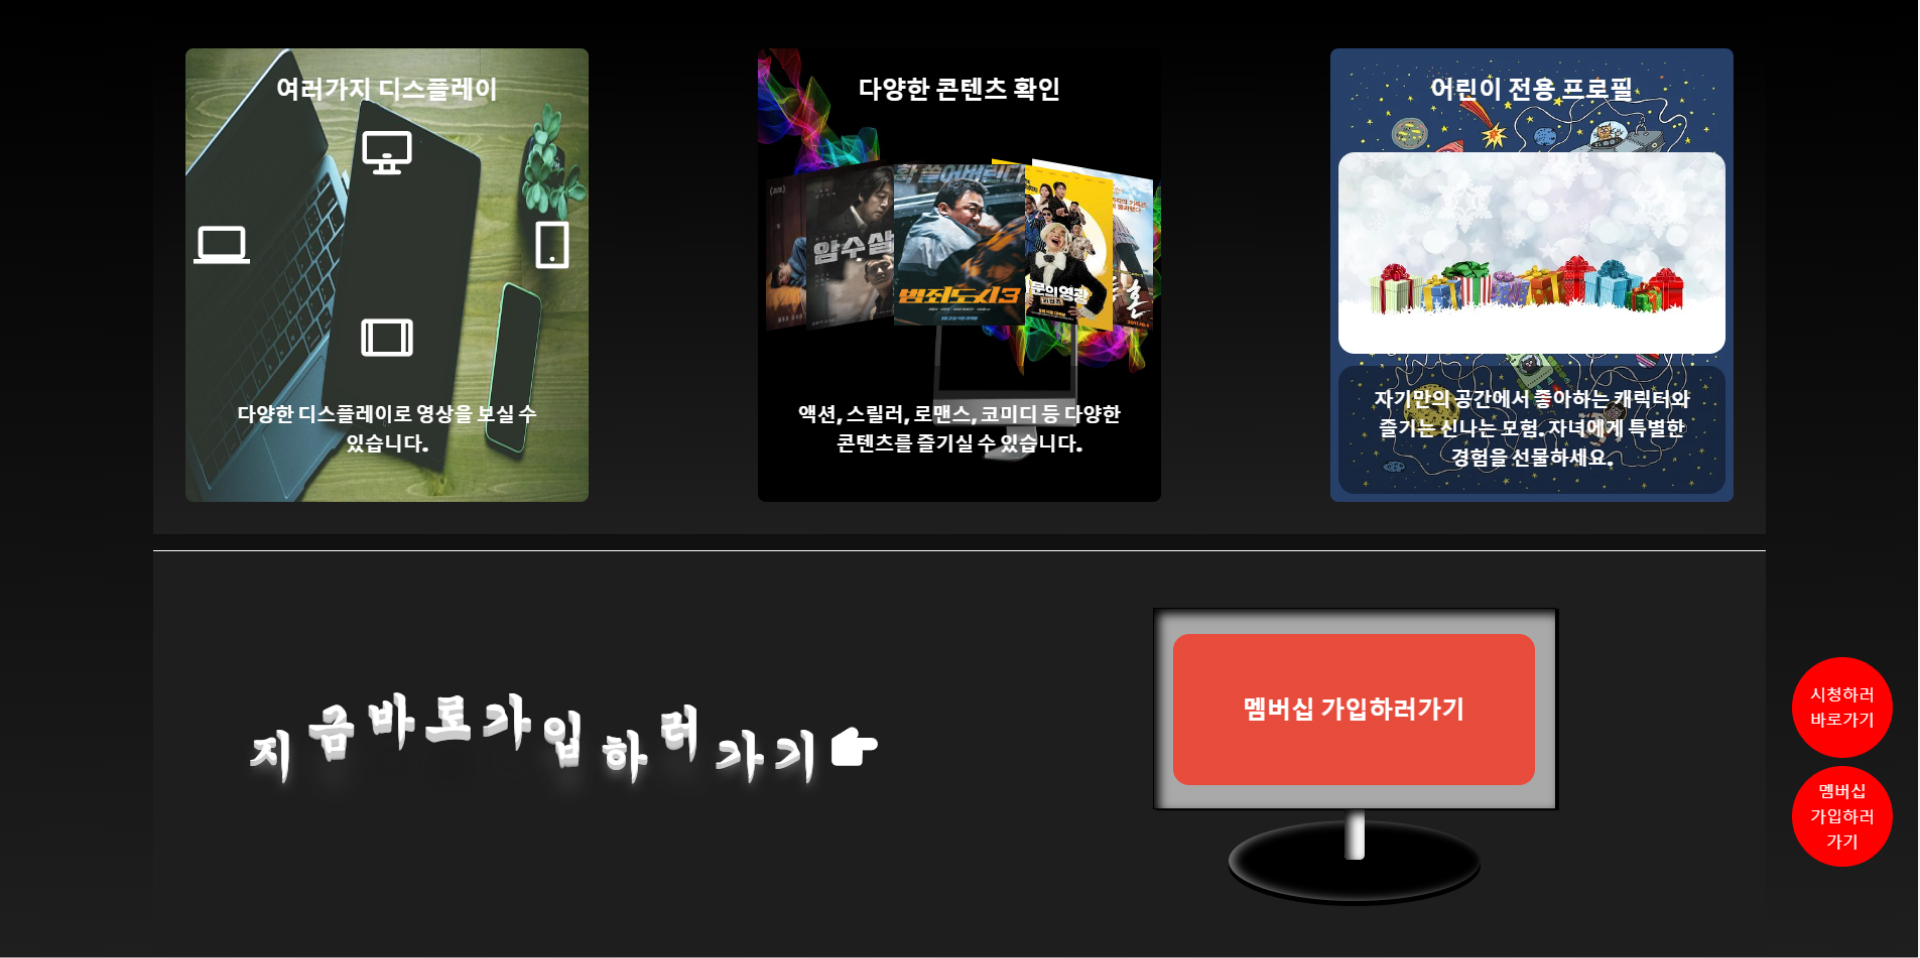 여러가지 디스플레이
다양한 디스플레이로 영상을 보실 수
있습니다.
다양한 콘텐츠 확인
암수살
범죄도시3
문의영광
혼
액션, 스릴러, 로맨스, 코미디 등 다양한
콘텐츠를 즐기실 수 있습니다.
어린이 전용 프로필
자기만의 공간에서 좋아하는 캐릭터와
즐기는 신나는 모험. 자녀에게 특별한
경험을 선물하세요.
지금바로가입하러가기
멤버십 가입하러가기
시청하러
바로가기
멤버십
가입하러
가기